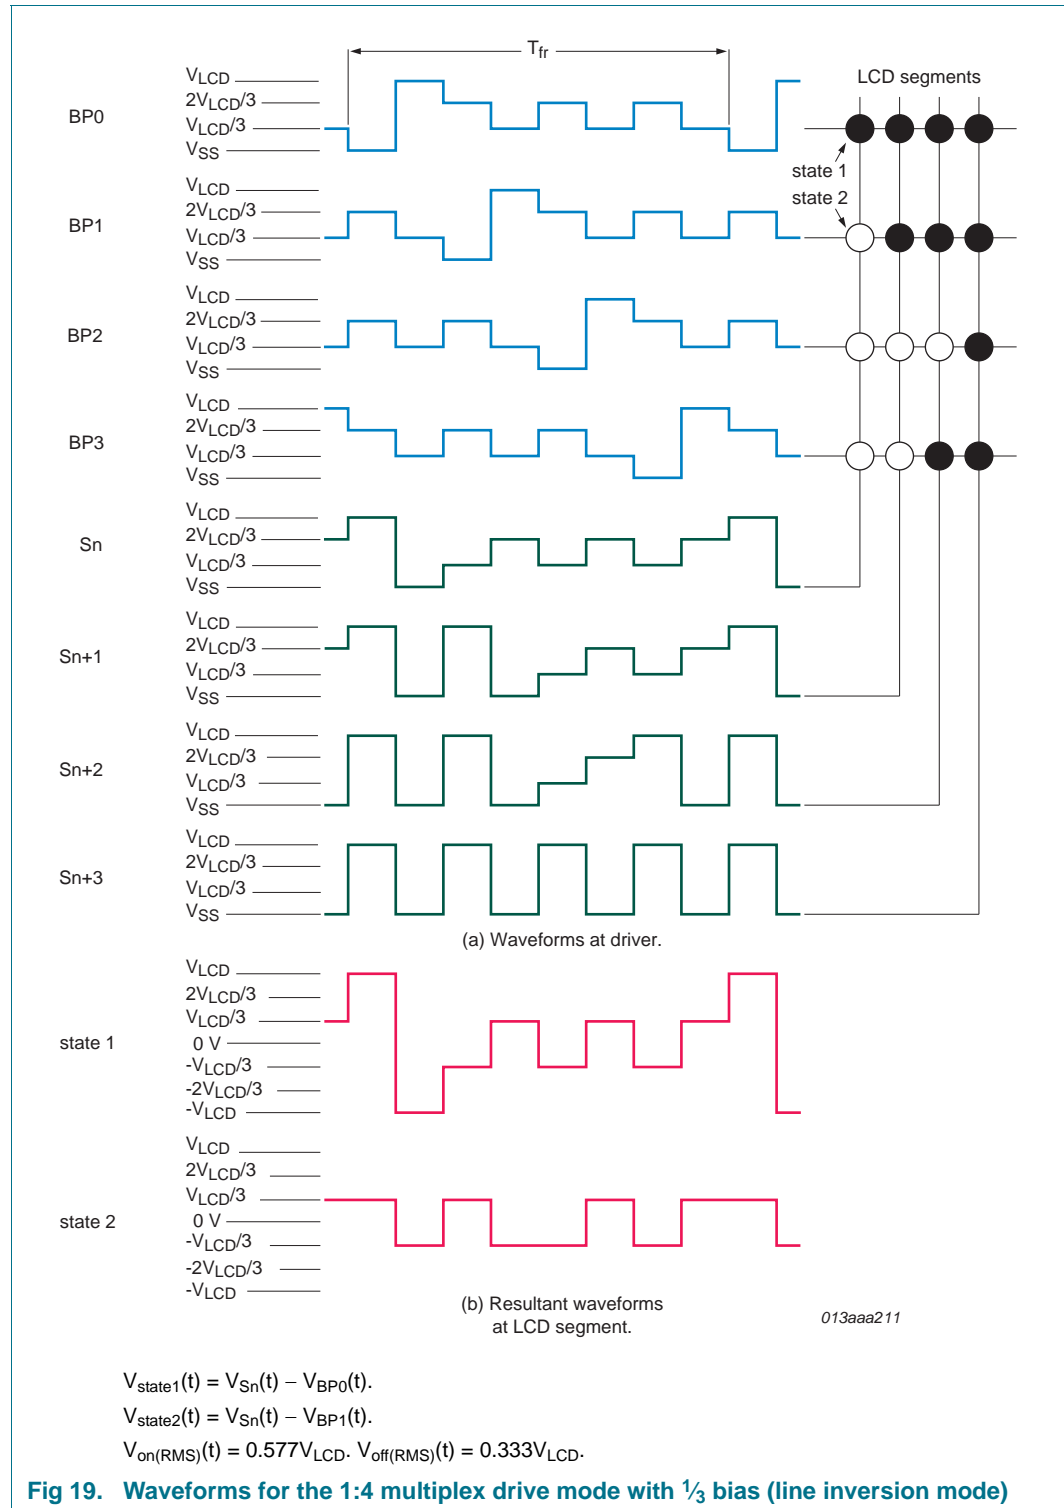 Tfr
VLCD
2VLCD/3
BP0
VLCD/3
VSS
LCD segments
state 1
state 2
VLCD
2VLCD/3
BP1
VLCD/3
VSS
VLCD
2VLCD/3
BP2
VLCD/3
VSS
VLCD
2VLCD/3
BP3
VLCD/3
VSS
VLCD
2VLCD/3
Sn
VLCD/3
VSS
VLCD
2VLCD/3
Sn+1
VLCD/3
VSS
VLCD
2VLCD/3
Sn+2
VLCD/3
VSS
VLCD
2VLCD/3
Sn+3
VLCD/3
VSS
(a) Waveforms at driver.
VLCD
2VLCD/3
VLCD/3
state 1
0 V
-VLCD/3
-2VLCD/3
-VLCD
VLCD
2VLCD/3
VLCD/3
state 2
0 V
-VLCD/3
-2VLCD/3
-VLCD
(b) Resultant waveforms
at LCD segment.
013aaa211
Vstate1(t) = VSn(t) − VBP0(t).
Vstate2(t) = VSn(t) − VBP1(t).
Von(RMS)(t) = 0.577VLCD. Voff(RMS)(t) = 0.333VLCD.
Fig 19. Waveforms for the 1:4 multiplex drive mode with 1⁄3 bias (line inversion mode)